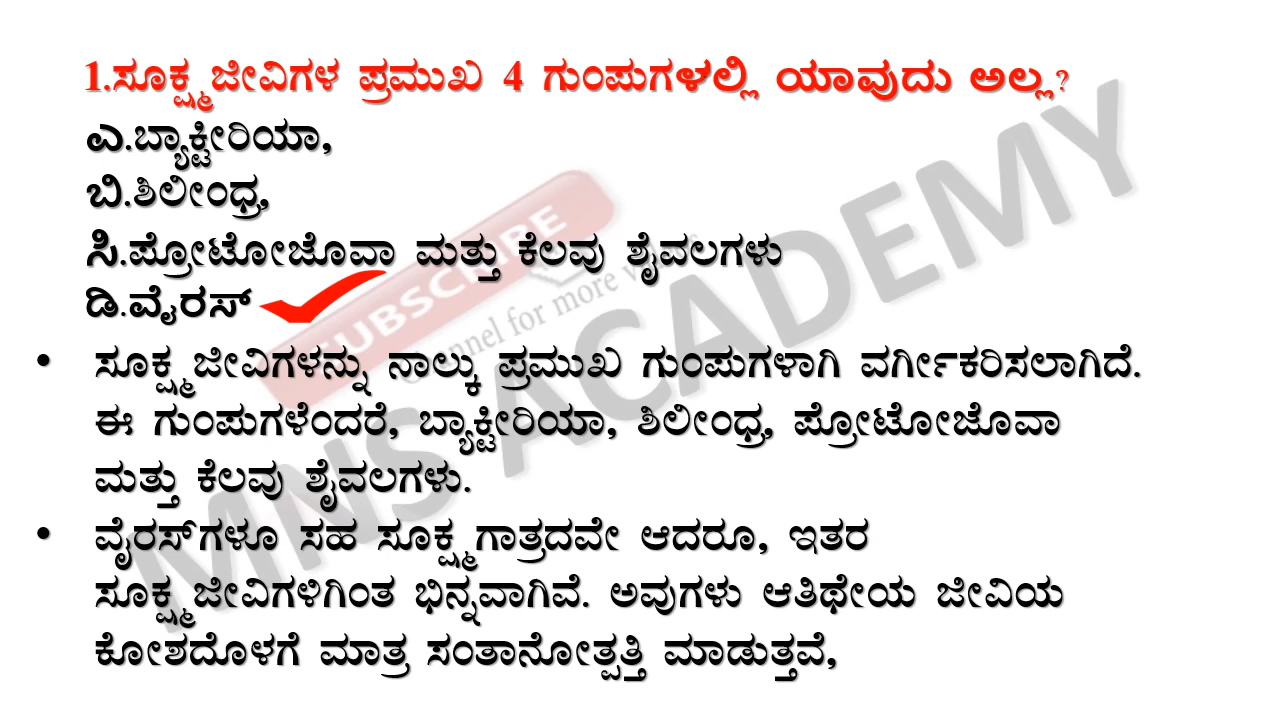 1.ಸೂಕ್ಷ್ಮಜೀವಿಗಳ ಪ್ರಮುಖ 4 ಗುಂಪುಗಳಲ್ಲಿ ಯಾವುದು ಅಲ್ಲ?
ಎ.ಬ್ಯಾಕ್ಟೀರಿಯಾ,
ಬಿ.ಶಿಲೀಂಧ್ರ,
ಸಿ.ಪ್ರೋಟೋಜೊವಾ ಮತ್ತು ಕೆಲವು ಶೈವಲಗಳು
ಡಿ.ವೈರಸ್
• ಸೂಕ್ಷ್ಮಜೀವಿಗಳನ್ನು ನಾಲ್ಕು ಪ್ರಮುಖ ಗುಂಪುಗಳಾಗಿ ವರ್ಗೀಕರಿಸಲಾಗಿದೆ.
ಈ ಗುಂಪುಗಳೆಂದರೆ, ಬ್ಯಾಕ್ಟೀರಿಯಾ, ಶಿಲೀಂಧ್ರ, ಪ್ರೋಟೋಜೊವಾ
ಮತ್ತು ಕೆಲವು ಶೈವಲಗಳು.
• ವೈರಸ್‌ಗಳೂ ಸಹ ಸೂಕ್ಷ್ಮಗಾತ್ರದವೇ ಆದರೂ, ಇತರ
ಸೂಕ್ಷ್ಮಜೀವಿಗಳಿಗಿಂತ ಭಿನ್ನವಾಗಿವೆ. ಅವುಗಳು ಆತಿಥೇಯ ಜೀವಿಯ
ಕೋಶದೊಳಗೆ ಮಾತ್ರ ಸಂತಾನೋತ್ಪತ್ತಿ ಮಾಡುತ್ತವೆ,
MNS ACADEMY
SUBSCRIBE
for more